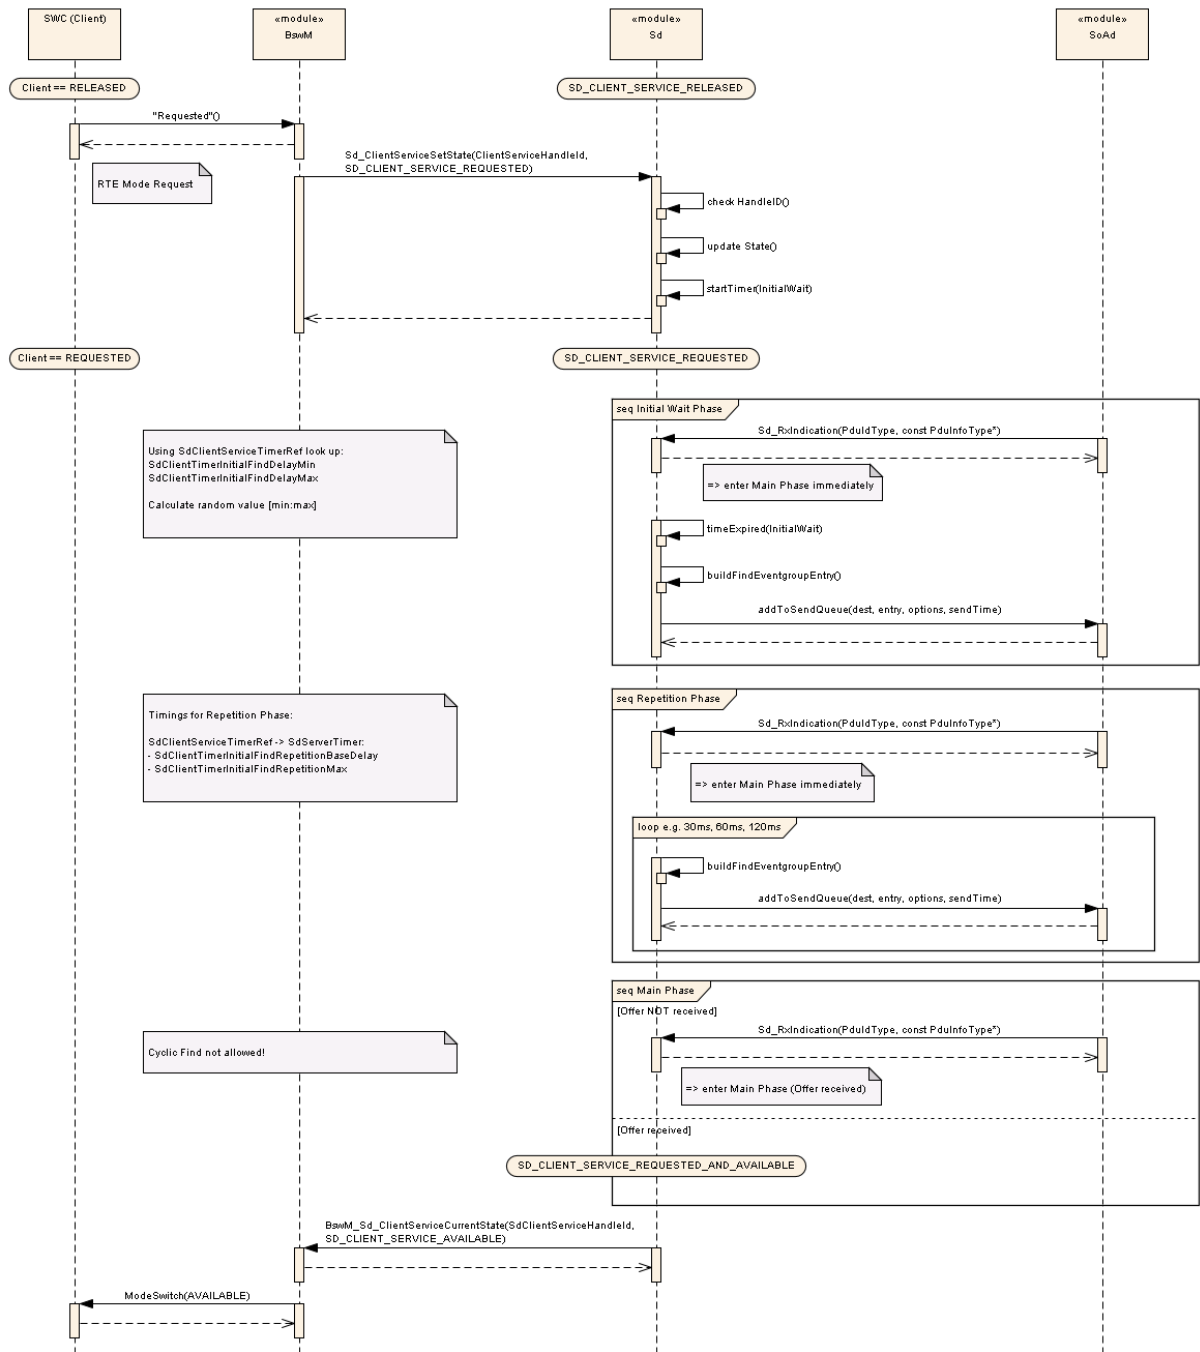 SWC (Client)
«module»
BswM
«module»
Sd
«module»
SoAd
Client == RELEASED
SD_CLIENT_SERVICE_RELEASED
"Requested"()
Sd_ClientServiceSetState(ClientServiceHandleId,
SD_CLIENT_SERVICE_REQUESTED)
RTE Mode Request
check HandleID()
update State()
startTimer(InitialWait)
Client == REQUESTED
SD_CLIENT_SERVICE_REQUESTED
seq Initial Wait Phase
Sd_RxIndication(PduIdType, const PduInfoType*)
Using SdClientServiceTimerRef look up:
SdClientTimerInitialFindDelayMin
SdClientTimerInitialFindDelayMax
Calculate random value [min:max]
=> enter Main Phase immediately
timeExpired(InitialWait)
buildFindEventgroupEntry()
addToSendQueue(dest, entry, options, sendTime)
seq Repetition Phase
Timings for Repetition Phase:
SdClientServiceTimerRef -> SdServerTimer:
- SdClientTimerInitialFindRepetitionBaseDelay
- SdClientTimerInitialFindRepetitionMax
Sd_RxIndication(PduIdType, const PduInfoType*)
=> enter Main Phase immediately
loop e.g. 30ms, 60ms, 120ms
buildFindEventgroupEntry()
addToSendQueue(dest, entry, options, sendTime)
seq Main Phase
[Offer NOT received]
Sd_RxIndication(PduIdType, const PduInfoType*)
Cyclic Find not allowed!
=> enter Main Phase (Offer received)
[Offer received]
SD_CLIENT_SERVICE_REQUESTED_AND_AVAILABLE
BswM_Sd_ClientServiceCurrentState(SdClientServiceHandleId,
SD_CLIENT_SERVICE_AVAILABLE)
ModeSwitch(AVAILABLE)